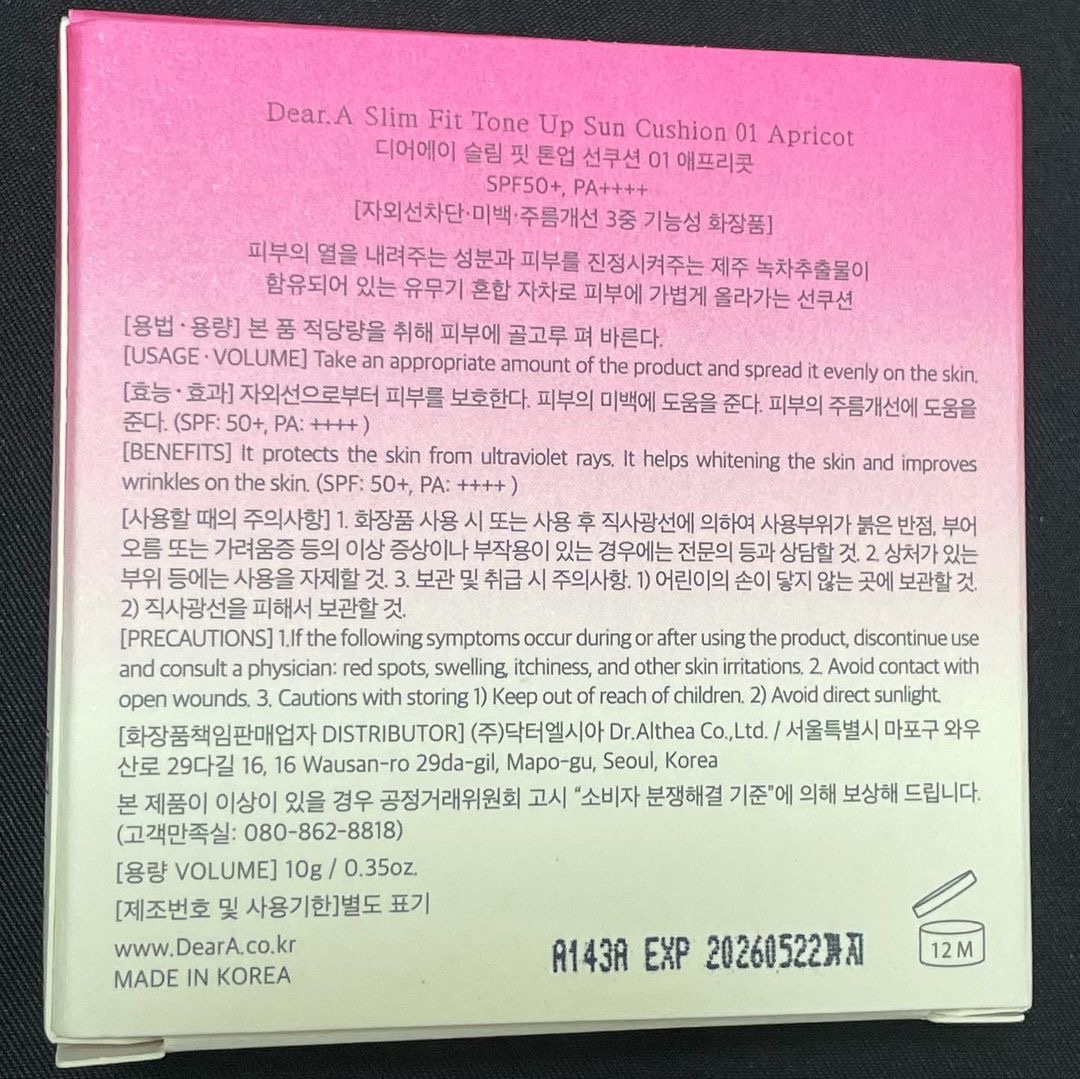 Dear.A Slim Fit Tone Up Sun Cushion 01 Apricot
디어에이 슬림 핏 톤업 선쿠션 01 애프리콧
SPF50+, PA++++
[자외선차단·미백·주름개선 3중 기능성 화장품]
피부의 열을 내려주는 성분과 피부를 진정시켜주는 제주 녹차추출물이
함유되어 있는 유무기 혼합 자차로 피부에 가볍게 올라가는 선쿠션
[용법·용량] 본 품 적당량을 취해 피부에 골고루 펴 바른다.
[USAGE·VOLUME] Take an appropriate amount of the product and spread it evenly on the skin.
[효능·효과] 자외선으로부터 피부를 보호한다. 피부의 미백에 도움을 준다. 피부의 주름개선에 도움을
준다. (SPF: 50+, PA: ++++ )
[BENEFITS] It protects the skin from ultraviolet rays. It helps whitening the skin and improves
wrinkles on the skin. (SPF: 50+, PA: ++++ )
[사용할 때의 주의사항] 1. 화장품 사용 시 또는 사용 후 직사광선에 의하여 사용부위가 붉은 반점, 부어
오름 또는 가려움증 등의 이상 증상이나 부작용이 있는 경우에는 전문의 등과 상담할 것. 2. 상처가 있는
부위 등에는 사용을 자제할 것. 3. 보관 및 취급 시 주의사항. 1) 어린이의 손이 닿지 않는 곳에 보관할 것.
2) 직사광선을 피해서 보관할 것.
[PRECAUTIONS] 1.If the following symptoms occur during or after using the product, discontinue use
and consult a physician: red spots, swelling, itchiness, and other skin irritations. 2. Avoid contact with
open wounds. 3. Cautions with storing 1) Keep out of reach of children. 2) Avoid direct sunlight.
[화장품책임판매업자 DISTRIBUTOR] (주)닥터엘시아 Dr.Althea Co.,Ltd. / 서울특별시 마포구 와우
산로 29다길 16, 16 Wausan-ro 29da-gil, Mapo-gu, Seoul, Korea
본 제품이 이상이 있을 경우 공정거래위원회 고시 “소비자 분쟁해결 기준”에 의해 보상해 드립니다.
(고객만족실: 080-862-8818)
[용량 VOLUME] 10g / 0.35oz.
[제조번호 및 사용기한]별도 표기
www.DearA.co.kr
MADE IN KOREA
A143A EXP 20260522까지
12 M